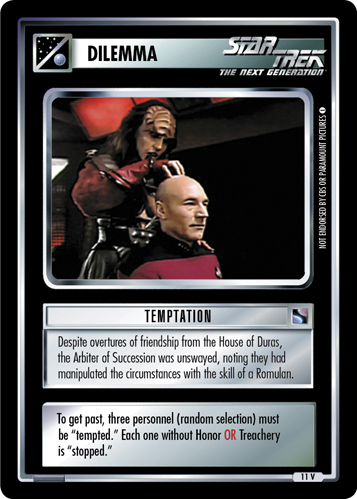 DILEMMA
STAR TREK
THE NEXT GENERATION
NOT ENDORSED BY CBS OR PARAMOUNT PICTURES
TEMPTATION
Despite overtures of friendship from the House of Duras,
the Arbiter of Succession was unswayed, noting they had
manipulated the circumstances with the skill of a Romulan.
To get past, three personnel (random selection) must
be “tempted.” Each one without Honor OR Treachery
is “stopped.”
11 V